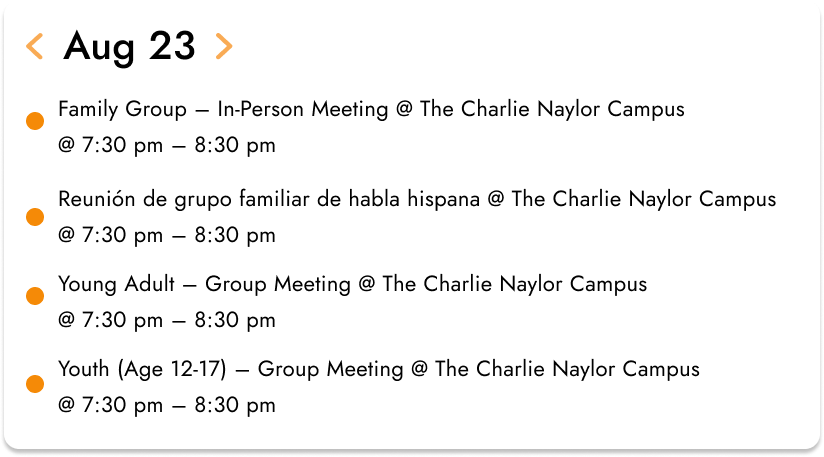 Aug 23
Family Group – In-Person Meeting @ The Charlie Naylor Campus
@ 7:30 pm – 8:30 pm
Reunión de grupo familiar de habla hispana @ The Charlie Naylor Campus
@ 7:30 pm – 8:30 pm
Young Adult – Group Meeting @ The Charlie Naylor Campus
@ 7:30 pm – 8:30 pm
Youth (Age 12-17) – Group Meeting @ The Charlie Naylor Campus
@ 7:30 pm – 8:30 pm